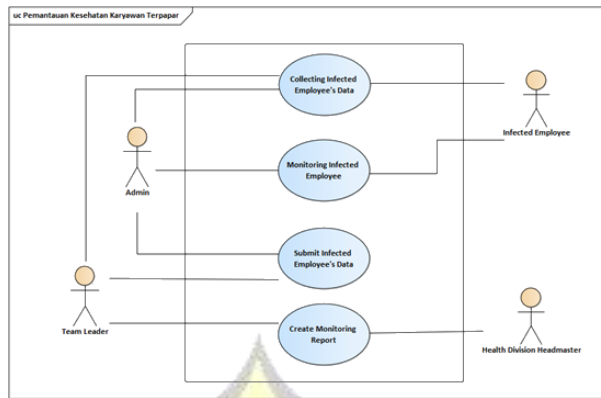 uc Pemantauan Kesehatan Karyawan Terpapar
Collecting Infected
Employee's Data
Infected Employee
Monitoring Infected
Employee
Admin
Submit Infected
Employee's Data
Team Leader
Create Monitoring
Report
Health Division Headmaster